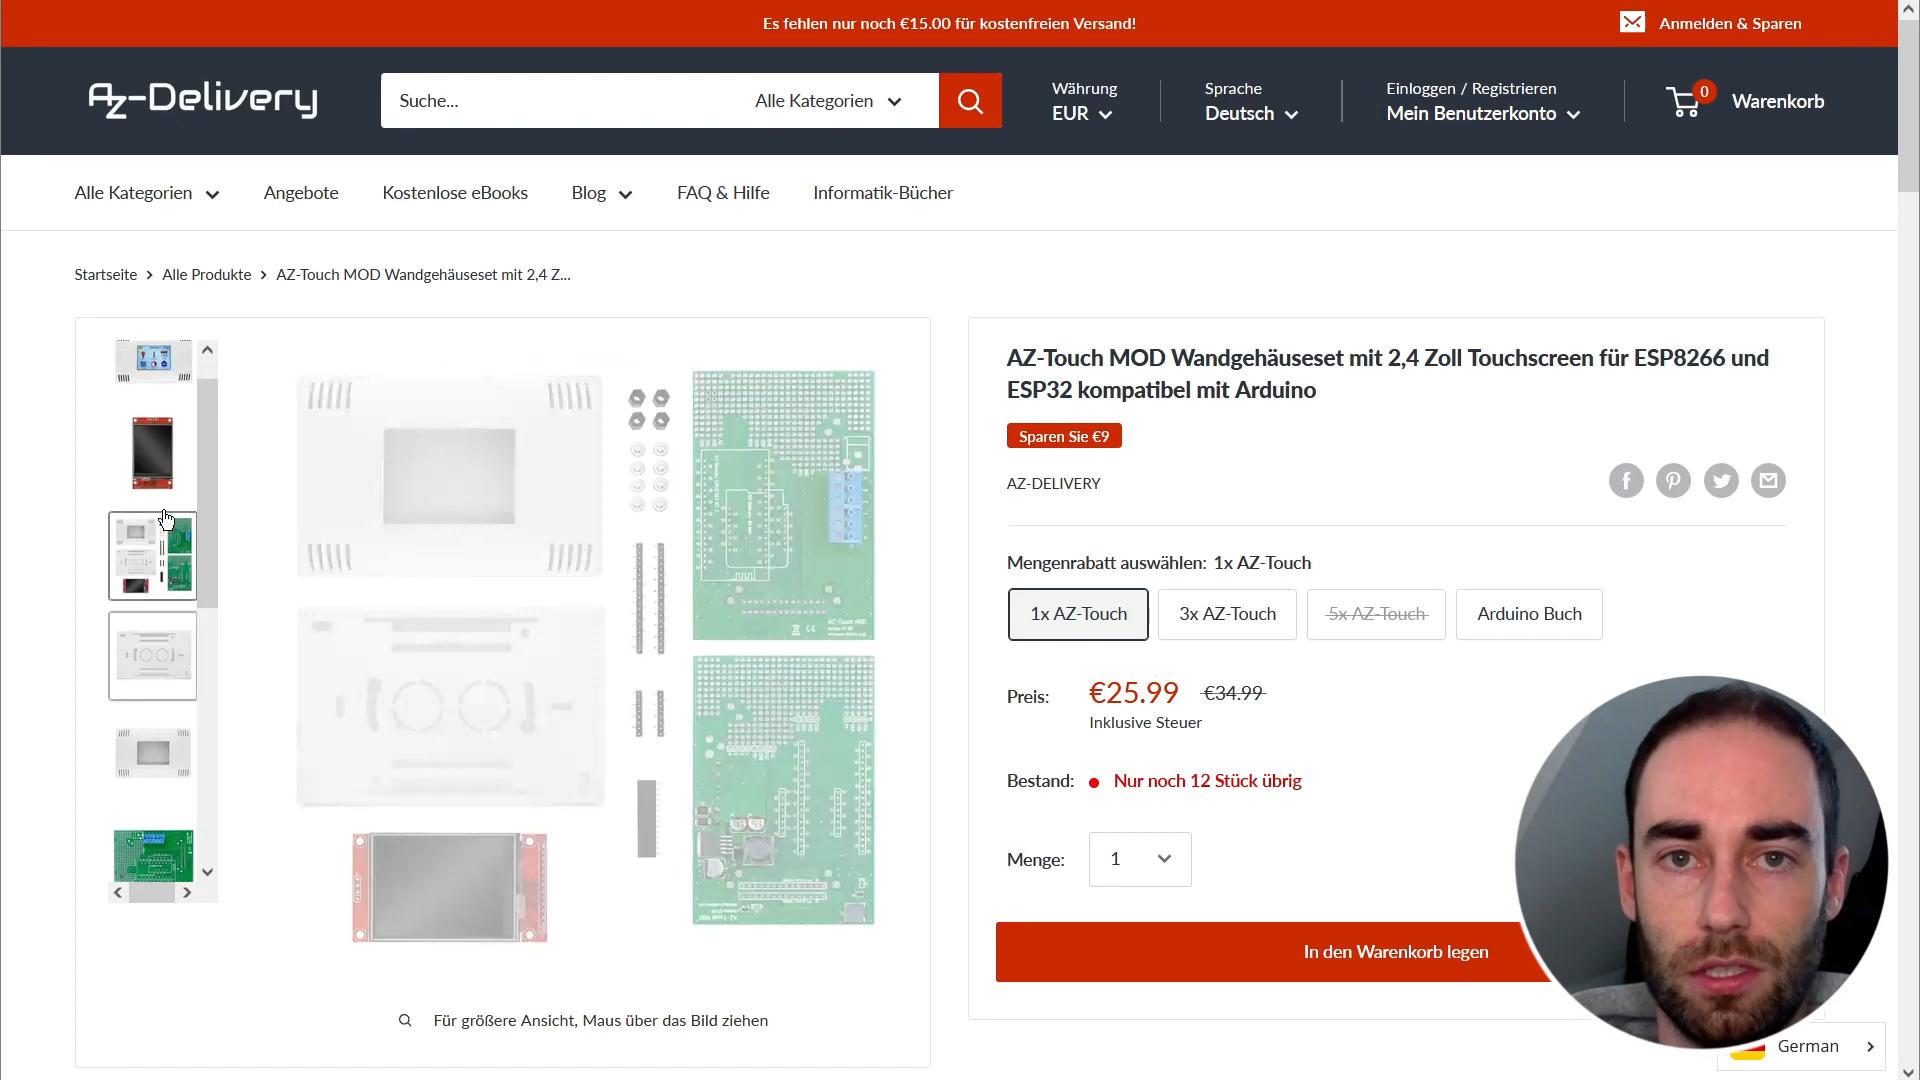 Es fehlen nur noch €15.00 für kostenfreien Versand!
Anmelden & Sparen
AZ-Delivery
Suche...
Alle Kategorien
Währung
EUR
Sprache
Deutsch
Einloggen / Registrieren
Mein Benutzerkonto
0
Warenkorb
Alle Kategorien
Angebote
Kostenlose eBooks
Blog
FAQ & Hilfe
Informatik-Bücher
Startseite > Alle Produkte > AZ-Touch MOD Wandgehäuseset mit 2,4 Z...
AZ-Touch MOD Wandgehäuseset mit 2,4 Zoll Touchscreen für ESP8266 und
ESP32 kompatibel mit Arduino
Sparen Sie €9
AZ-DELIVERY
Mengenrabatt auswählen: 1x AZ-Touch
1x AZ-Touch
3x AZ-Touch
5x AZ-Touch
Arduino Buch
Preis:
€25.99
€34.99
Inklusive Steuer
Bestand:
Nur noch 12 Stück übrig
Menge:
1
In den Warenkorb legen
Für größere Ansicht, Maus über das Bild ziehen
German